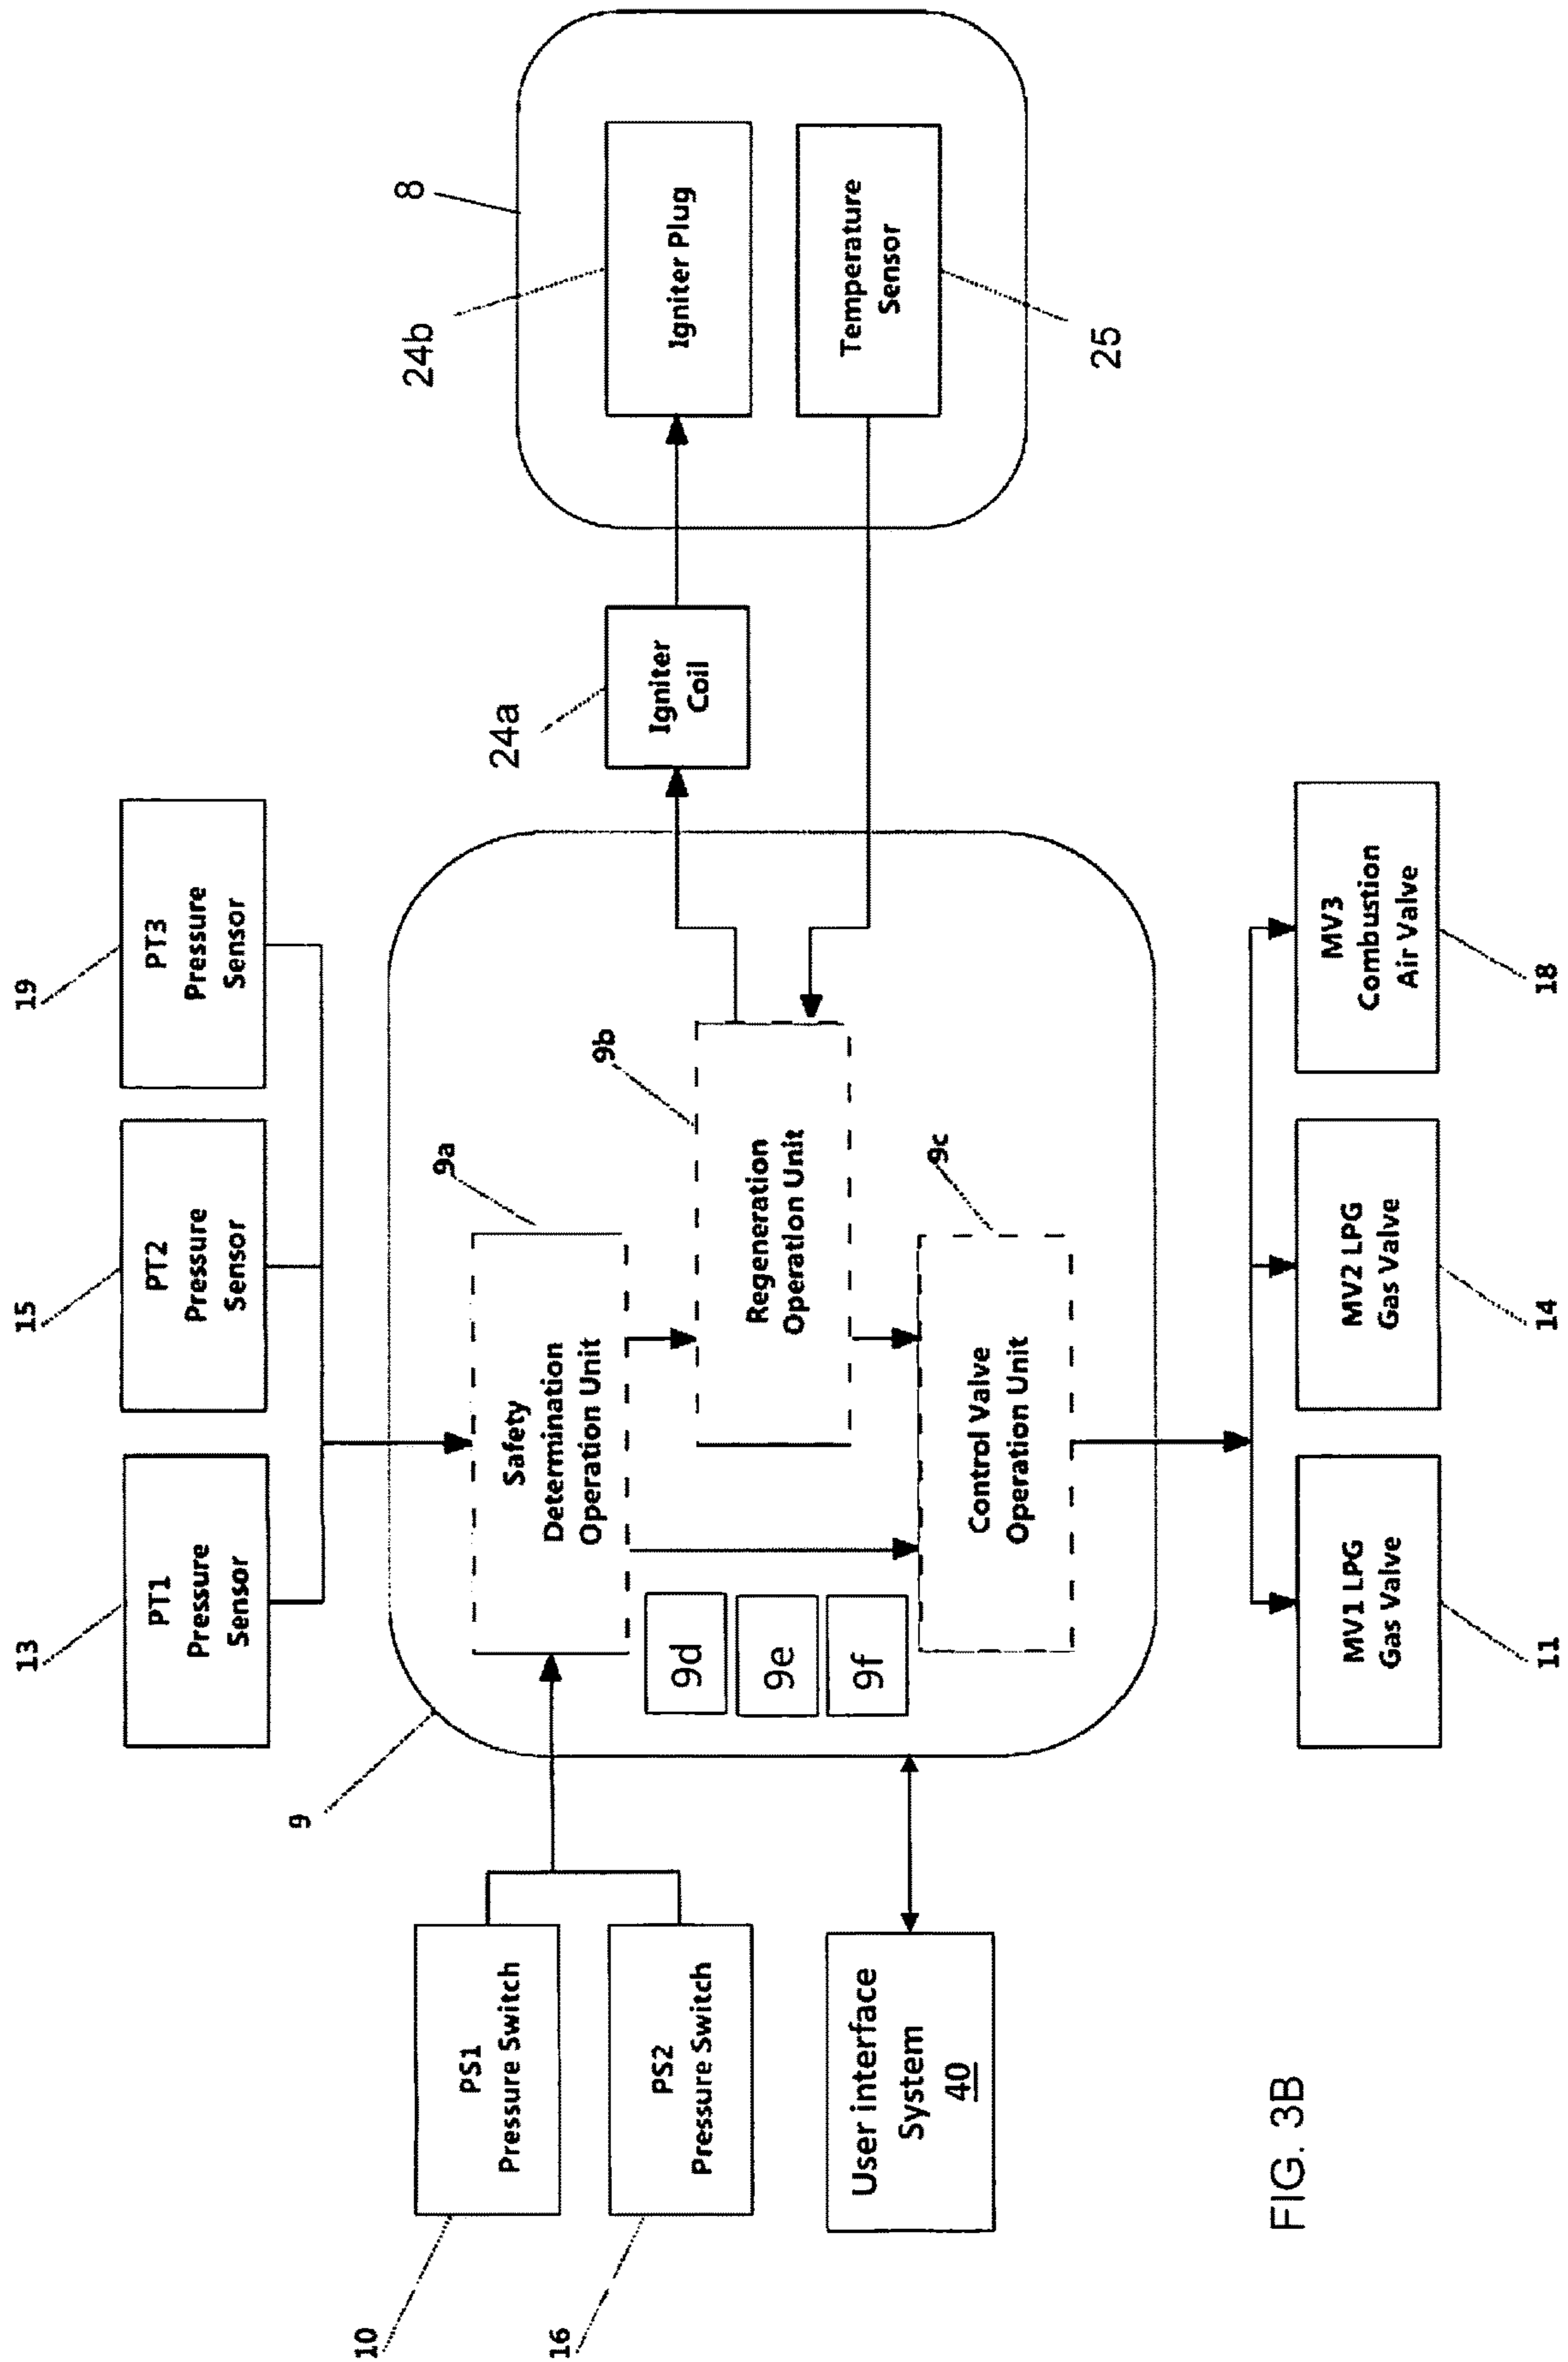 13
15
19
PT1
Pressure
Sensor
PT2
Pressure
Sensor
PT3
Pressure
Sensor
10
PS1
Pressure Switch
16
PS2
Pressure Switch
User interface
System
40
9
9a
Safety
Determination
Operation Unit
9b
Regeneration
Operation Unit
9c
Control Valve
Operation Unit
9d
9e
9f
24a
Igniter
Coil
8
24b
Igniter Plug
Temperature
Sensor
25
MV1 LPG
Gas Valve
MV2 LPG
Gas Valve
MV3
Combustion
Air Valve
11
14
18
FIG. 3B